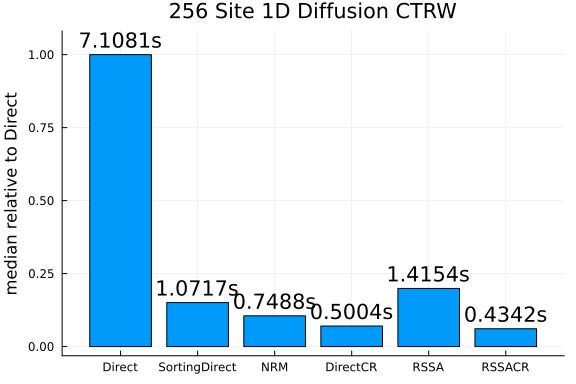 256 Site 1D Diffusion CTRW
median relative to Direct
1.00
0.75
0.50
0.25
0.00
7.1081s
1.0717s
0.7488s
0.5004s
1.4154s
0.4342s
Direct
SortingDirect
NRM
DirectCR
RSSA
RSSACR